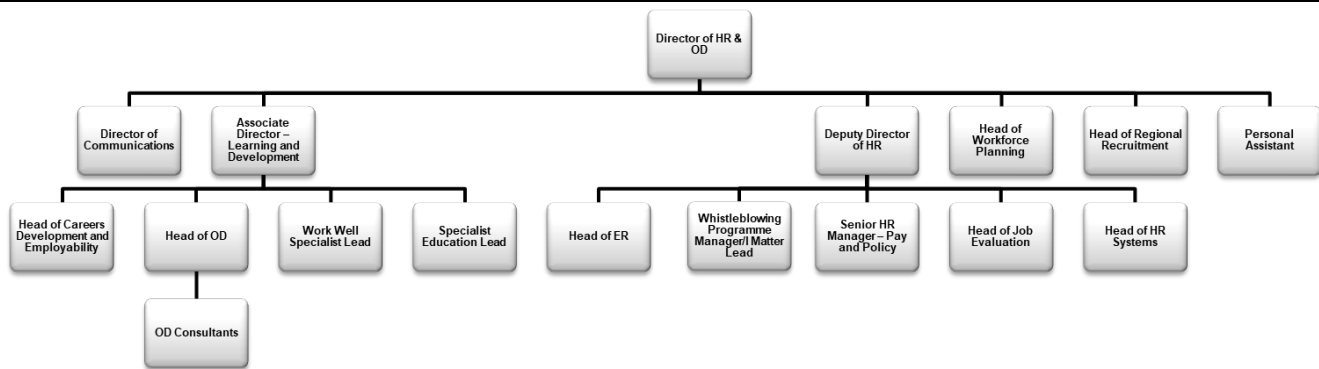 Director of HR &
OD
Director of
Communications
Associate
Director –
Learning and
Development
Deputy Director
of HR
Head of
Workforce
Planning
Head of Regional
Recruitment
Personal
Assistant
Head of Careers
Development and
Employability
Head of OD
Work Well
Specialist Lead
Specialist
Education Lead
Head of ER
Whistleblowing
Programme
Manager/I Matter
Lead
Senior HR
Manager – Pay
and Policy
Head of Job
Evaluation
Head of HR
Systems
OD Consultants